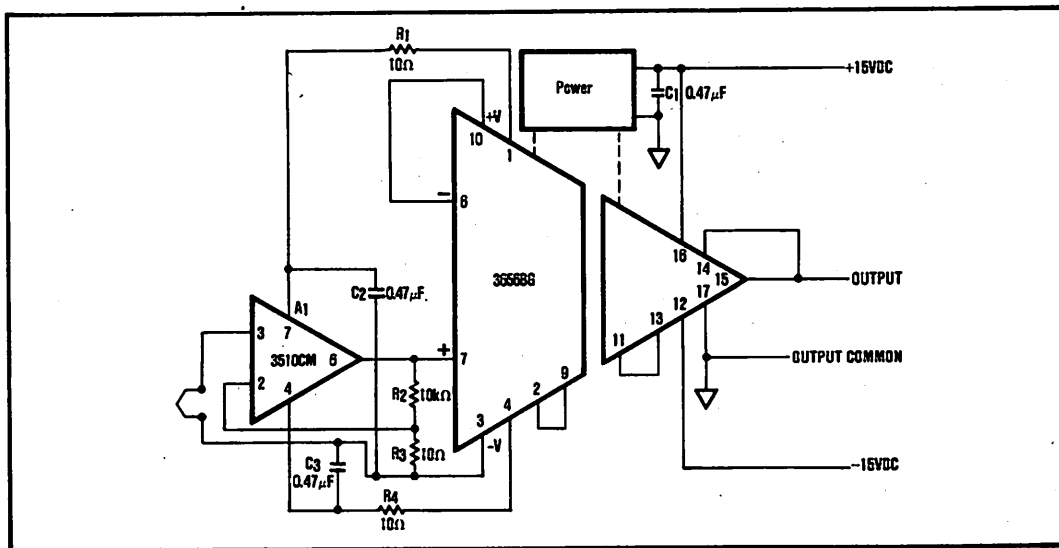 R1
10Ω
Power
C1 0.47µF
+15VDC
+V
10
1
−
6
3656BG
16
14
15
17
12
OUTPUT
C2
0.47µF
A1
7
3
3510CM
6
2
4
+
7
R2
10kΩ
9
2
4
3
−V
R3
10Ω
11
13
OUTPUT COMMON
C3
0.47µF
R4
10Ω
−15VDC